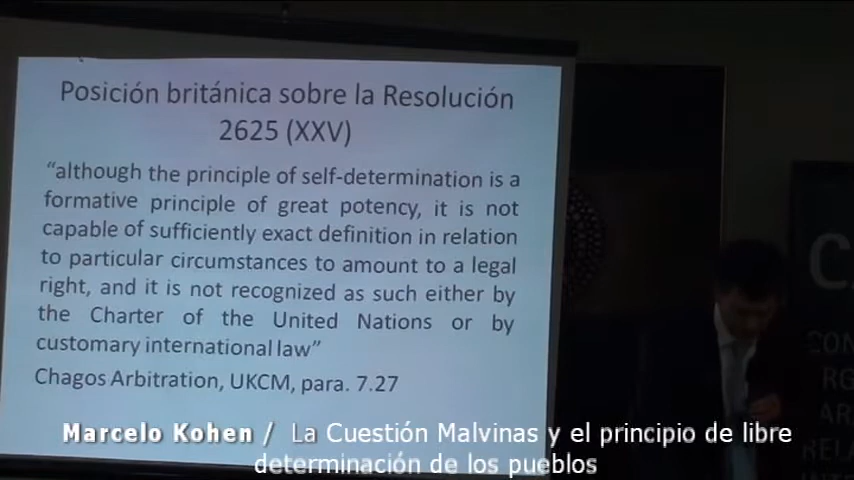 Posición británica sobre la Resolución
2625 (XXV)
“although the principle of self-determination is a
formative principle of great potency, it is not
capable of sufficiently exact definition in relation
to particular circumstances to amount to a legal
right, and it is not recognized as such either by
the Charter of the United Nations or by
customary international law”
Chagos Arbitration, UKCM, para. 7.27
Marcelo Kohen / La Cuestión Malvinas y el principio de libre
determinación de los pueblos